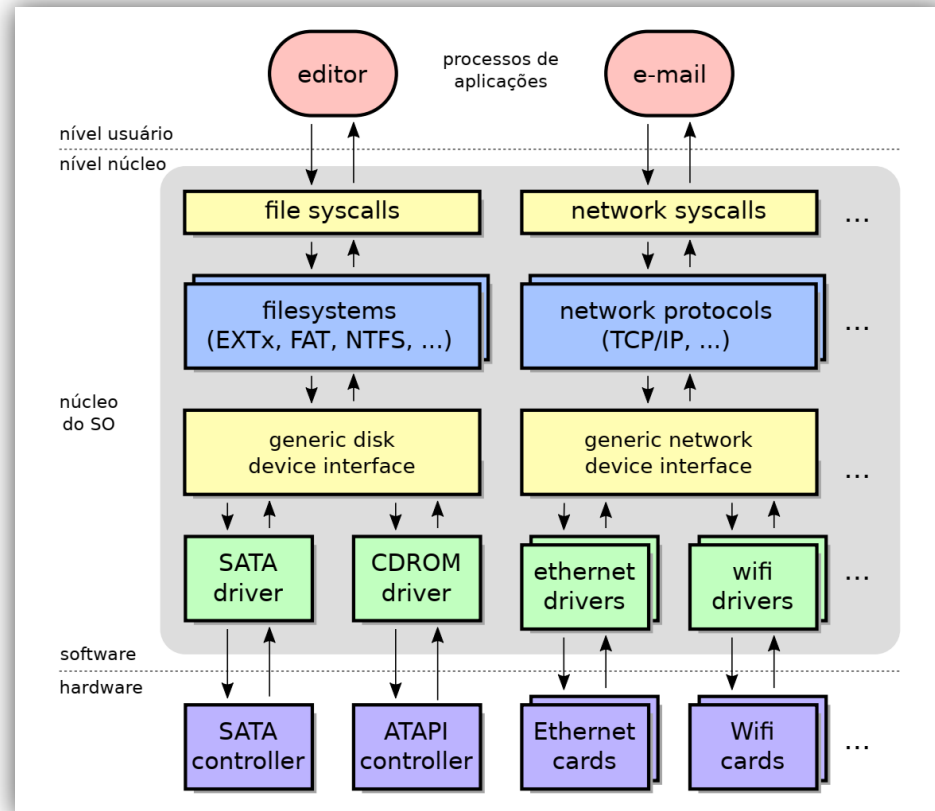 editor
processos de
aplicações
e-mail
nível usuário
nível núcleo
file syscalls
network syscalls
...
filesystems
(EXTx, FAT, NTFS, ...)
network protocols
(TCP/IP, ...)
...
núcleo
do SO
generic disk
device interface
generic network
device interface
...
SATA
driver
CDROM
driver
ethernet
drivers
wifi
drivers
...
software
hardware
SATA
controller
ATAPI
controller
Ethernet
cards
Wifi
cards
...